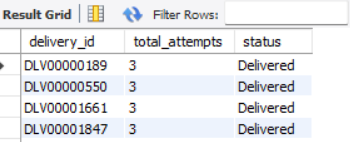 Result Grid Filter Rows:
delivery_id total_attempts status
DLV00000189 3 Delivered
DLV00000550 3 Delivered
DLV00001661 3 Delivered
DLV00001847 3 Delivered